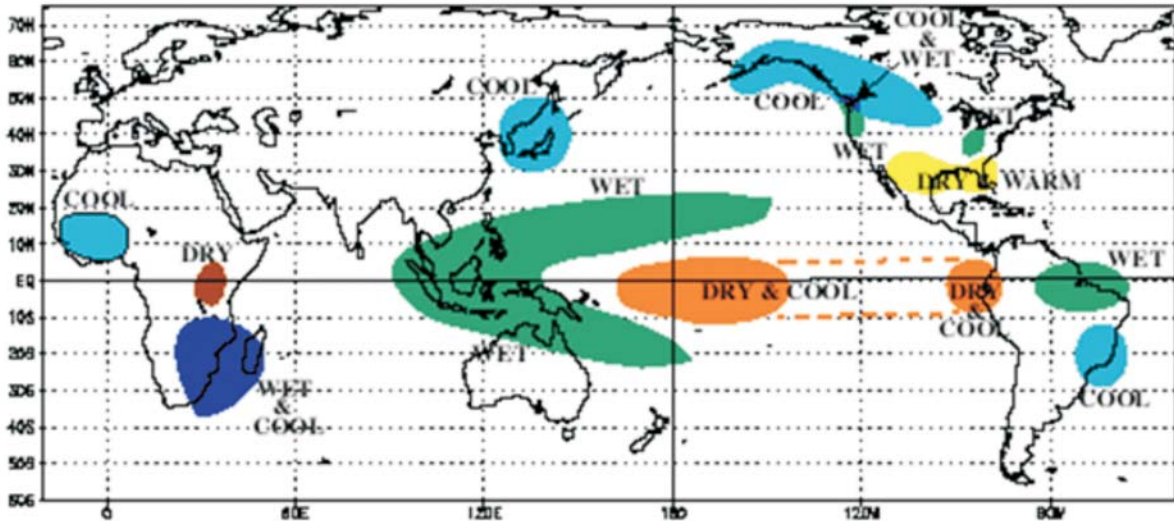 70N
COOL
&
WET
60N
COOL
COOL
50N
WET
40N
WET
30N
DRY & WARM
COOL
WET
20N
10N
DRY
WET
EQ
DRY & COOL
DRY
&
COOL
10S
WET
20S
30S
WET
&
COOL
COOL
40S
50S
60S
0
60E
120E
180
120W
60W